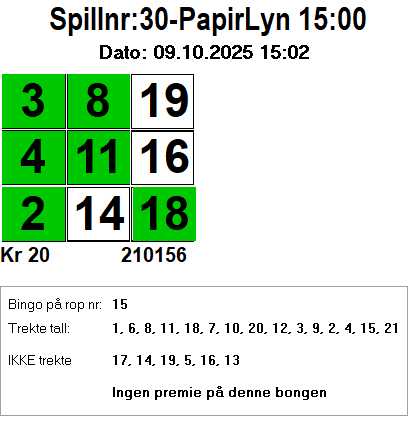 Spillnr:30-PapirLyn 15:00
Dato: 09.10.2025 15:02
3 8 19
4 11 16
2 14 18
Kr 20 210156
Bingo på rop nr: 15
Trekte tall: 1, 6, 8, 11, 18, 7, 10, 20, 12, 3, 9, 2, 4, 15, 21
IKKE trekte 17, 14, 19, 5, 16, 13
Ingen premie på denne bongen